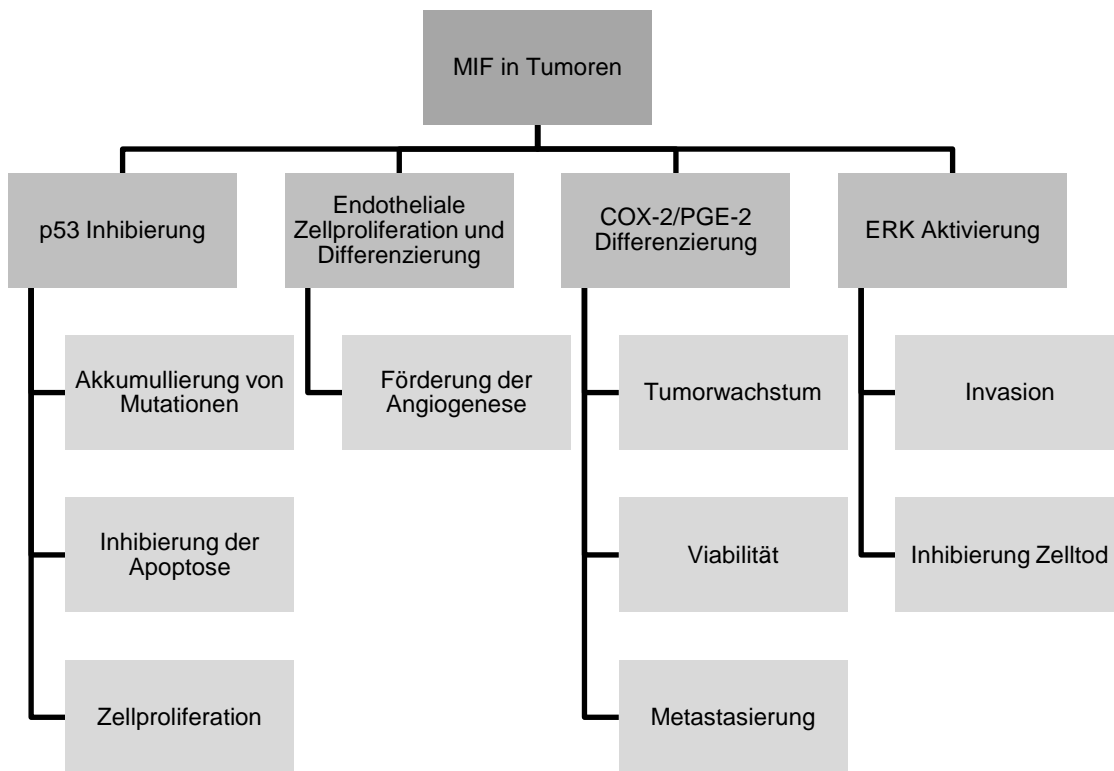 MIF in Tumoren
p53 Inhibierung
Endotheliale
Zellproliferation und
Differenzierung
COX-2/PGE-2
Differenzierung
ERK Aktivierung
Akkumullierung von
Mutationen
Förderung der
Angiogenese
Tumorwachstum
Invasion
Inhibierung der
Apoptose
Viabilität
Inhibierung Zelltod
Zellproliferation
Metastasierung